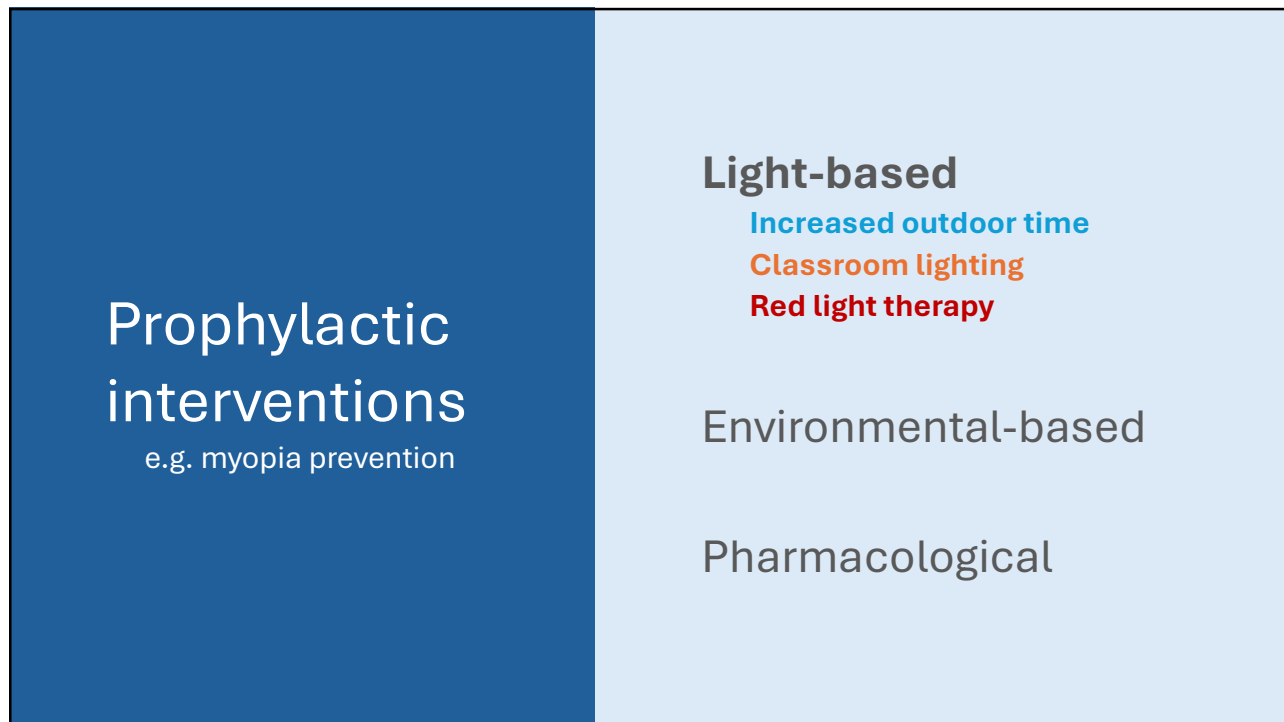 Prophylactic
interventions
e.g. myopia prevention
Light-based
Increased outdoor time
Classroom lighting
Red light therapy
Environmental-based
Pharmacological